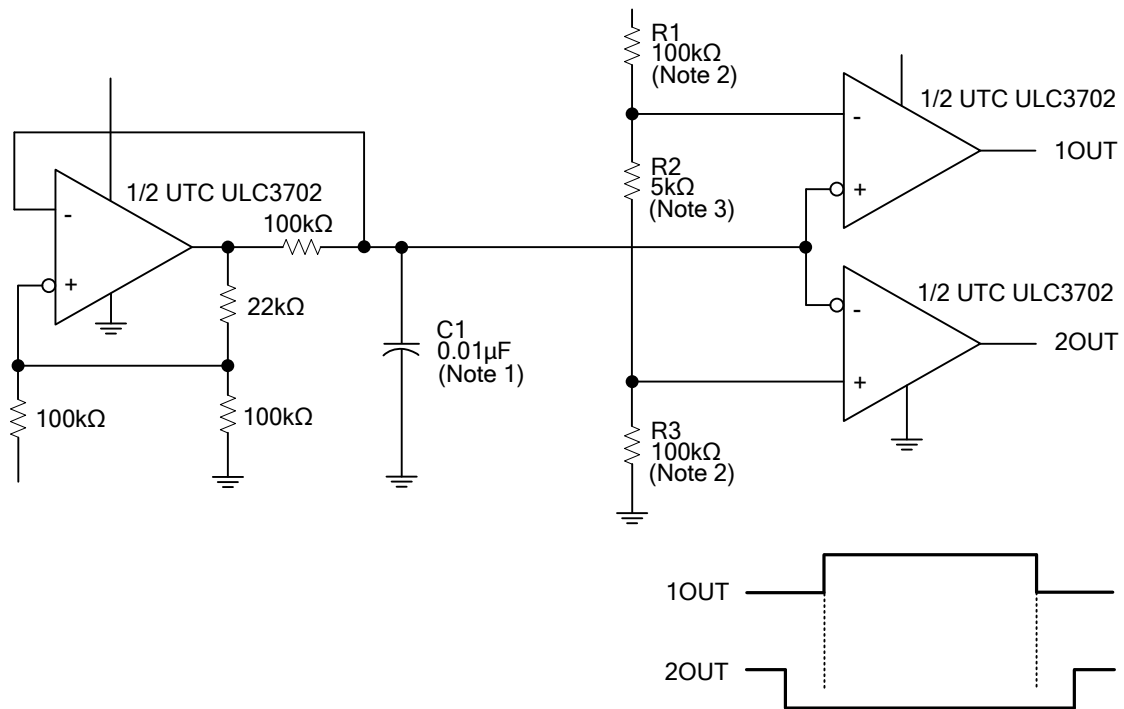 R1
100kΩ
(Note 2)
1/2 UTC ULC3702
-
+
1OUT
1/2 UTC ULC3702
-
+
100kΩ
R2
5kΩ
(Note 3)
22kΩ
C1
0.01µF
(Note 1)
1/2 UTC ULC3702
-
+
2OUT
100kΩ
100kΩ
R3
100kΩ
(Note 2)
1OUT
2OUT